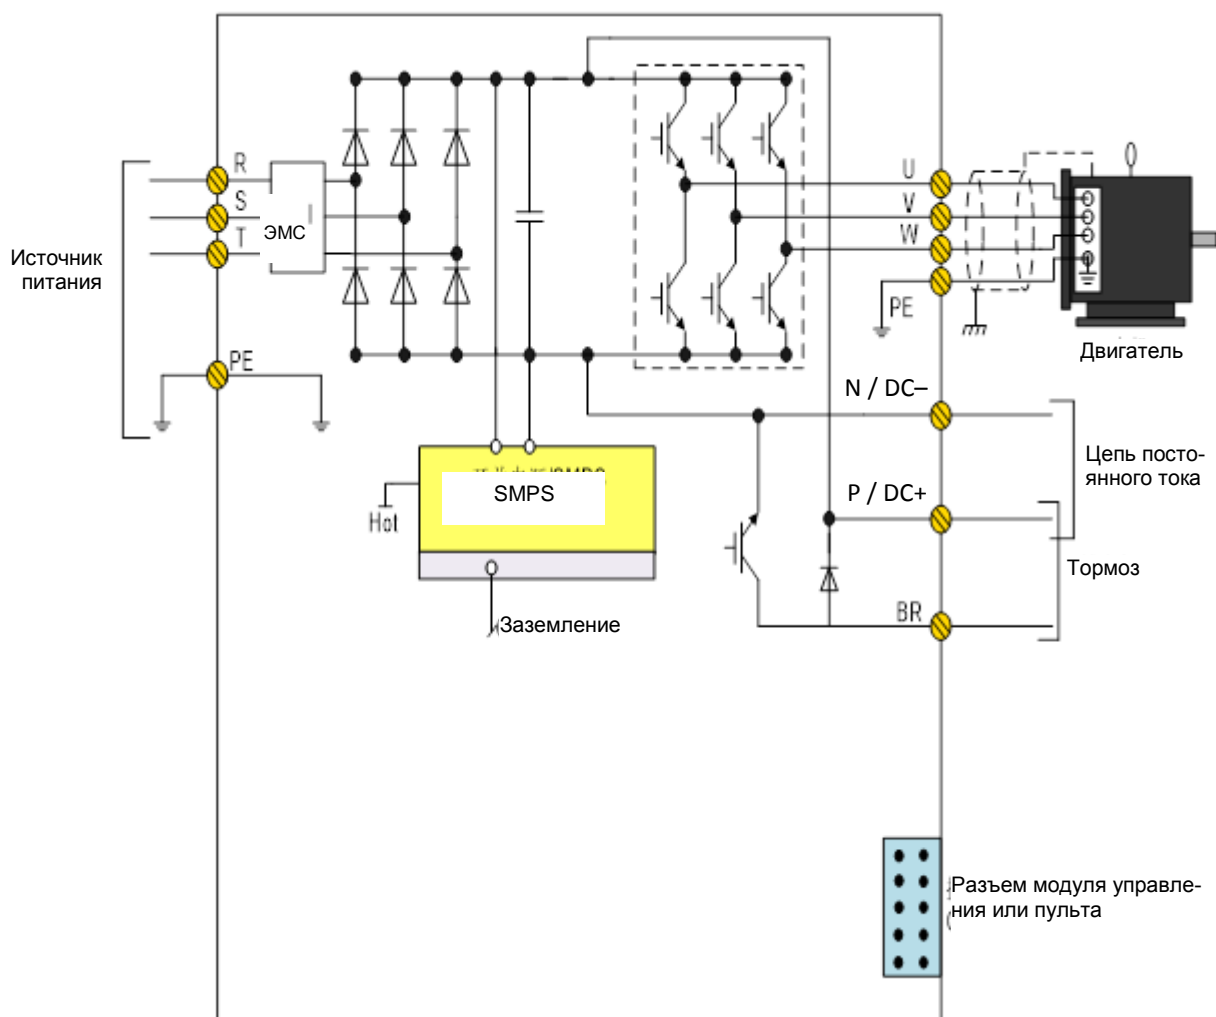 R
S
T
ЭМС
Источник
питания
PE
U
V
W
PE
Двигатель
N / DC–
Цепь посто-
янного тока
P / DC+
SMPS
Hot
Тормоз
BR
Заземление
Разъем модуля управле-
ния или пульта